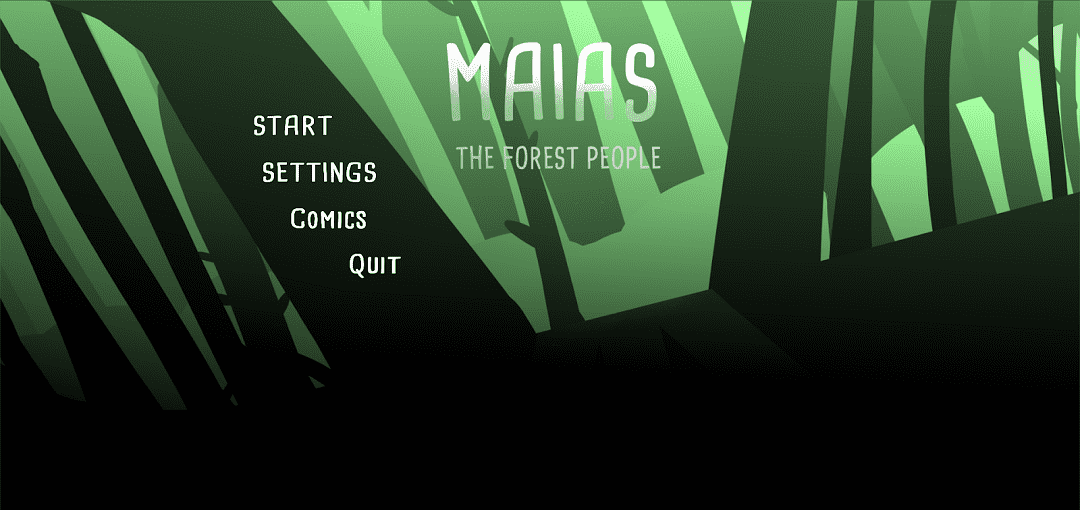 MAIAS
THE FOREST PEOPLE
START
SETTINGS
COMICS
QUIT